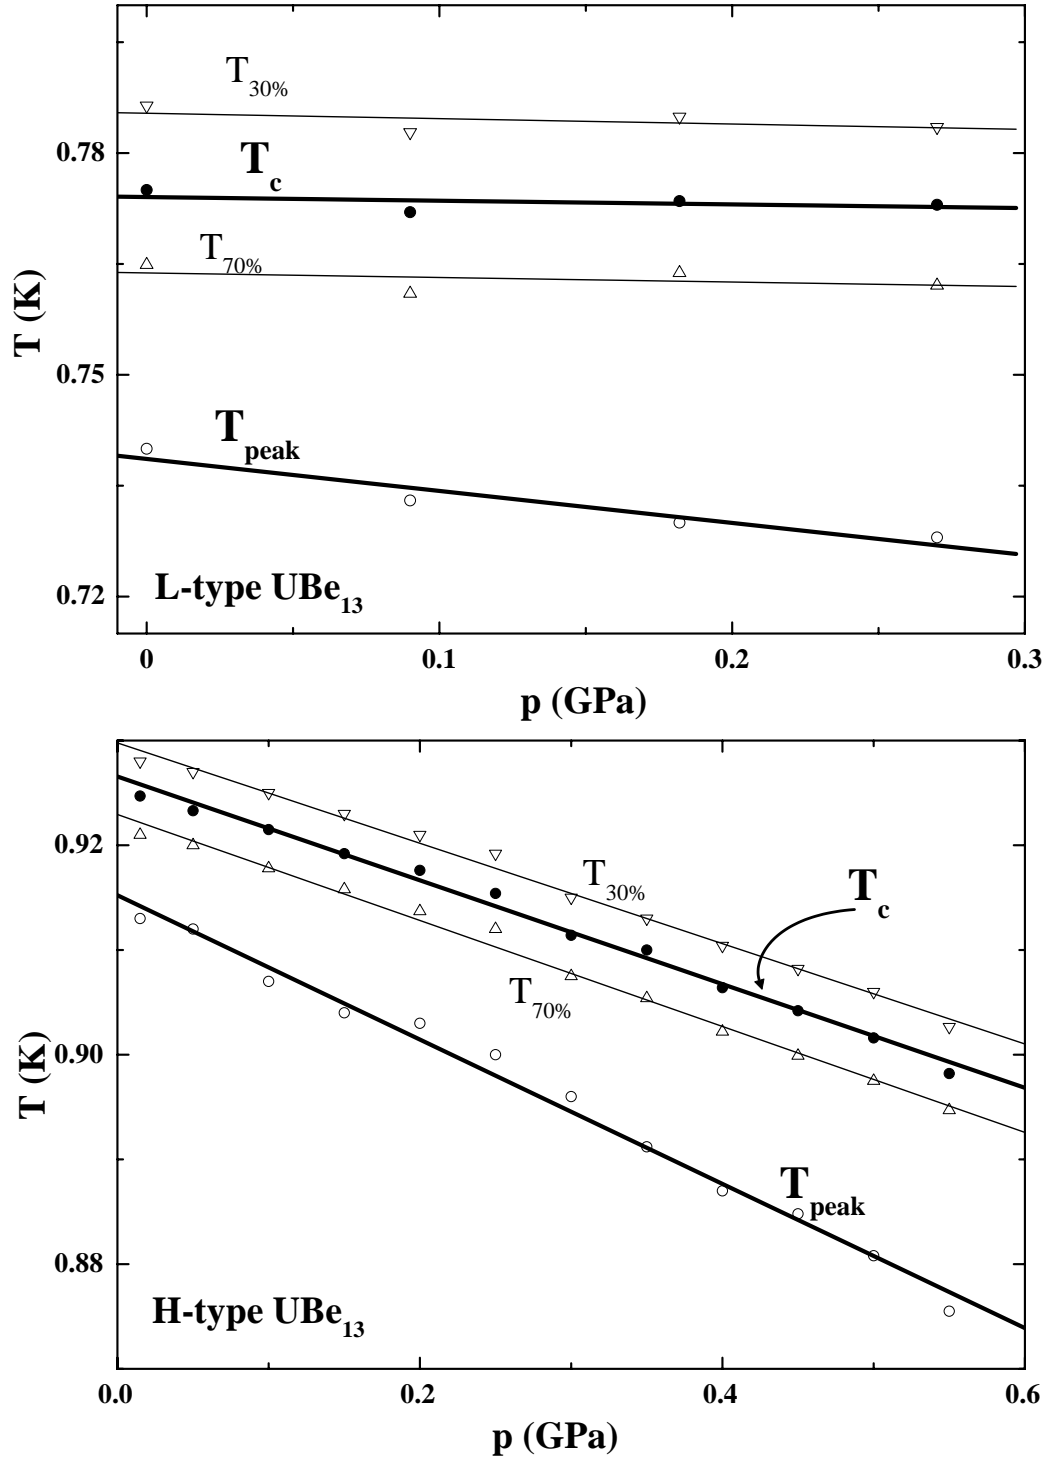 T30%
0.78
Tc
T70%
T (K)
0.75
Tpeak
0.72
L-type UBe13
0
0.1
0.2
0.3
p (GPa)
0.92
T30%
Tc
T70%
0.90
T (K)
Tpeak
0.88
H-type UBe13
0.0
0.2
0.4
0.6
p (GPa)